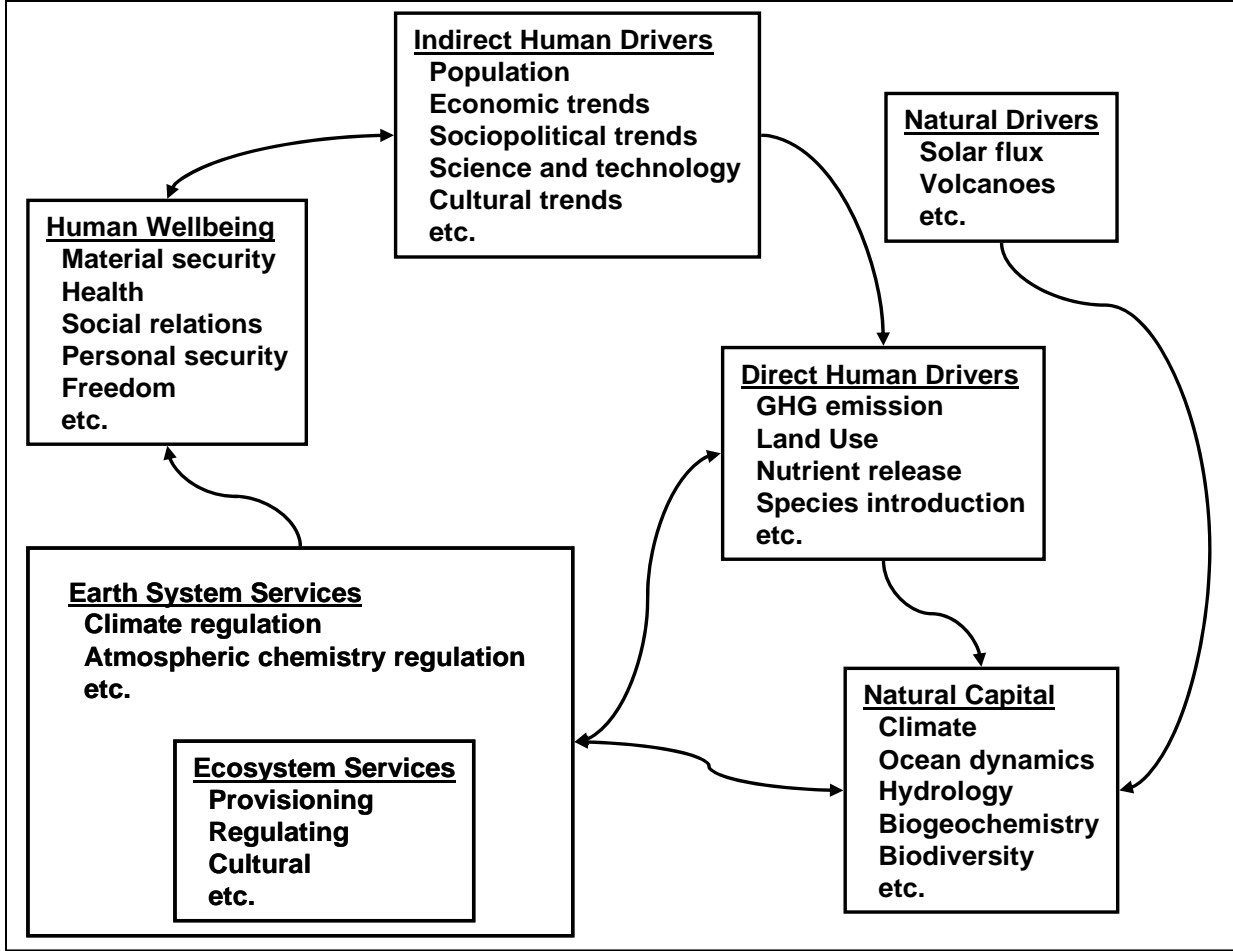 Indirect Human Drivers
Population
Economic trends
Sociopolitical trends
Science and technology
Cultural trends
etc.
Natural Drivers
Solar flux
Volcanoes
etc.
Human Wellbeing
Material security
Health
Social relations
Personal security
Freedom
etc.
Direct Human Drivers
GHG emission
Land Use
Nutrient release
Species introduction
etc.
Earth System Services
Climate regulation
Atmospheric chemistry regulation
etc.
Ecosystem Services
Provisioning
Regulating
Cultural
etc.
Natural Capital
Climate
Ocean dynamics
Hydrology
Biogeochemistry
Biodiversity
etc.